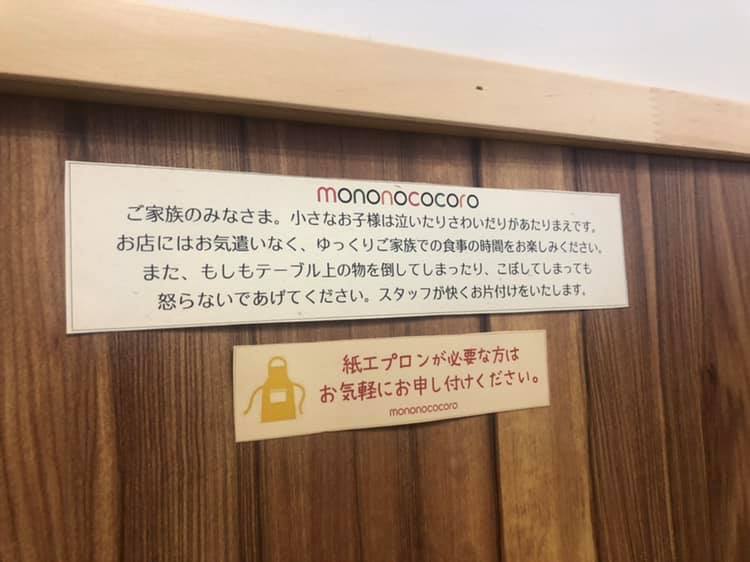 mononococoro
ご家族のみなさま。小さなお子様は泣いたりさわいだりがあたりまえです。
お店にはお気遣いなく、ゆっくりご家族での食事の時間をお楽しみください。
また、もしもテーブル上の物を倒してしまったり、こぼしてしまっても
怒らないであげてください。スタッフが快くお片付けをいたします。
紙エプロンが必要な方は
お気軽にお申し付けください。
mononococoro